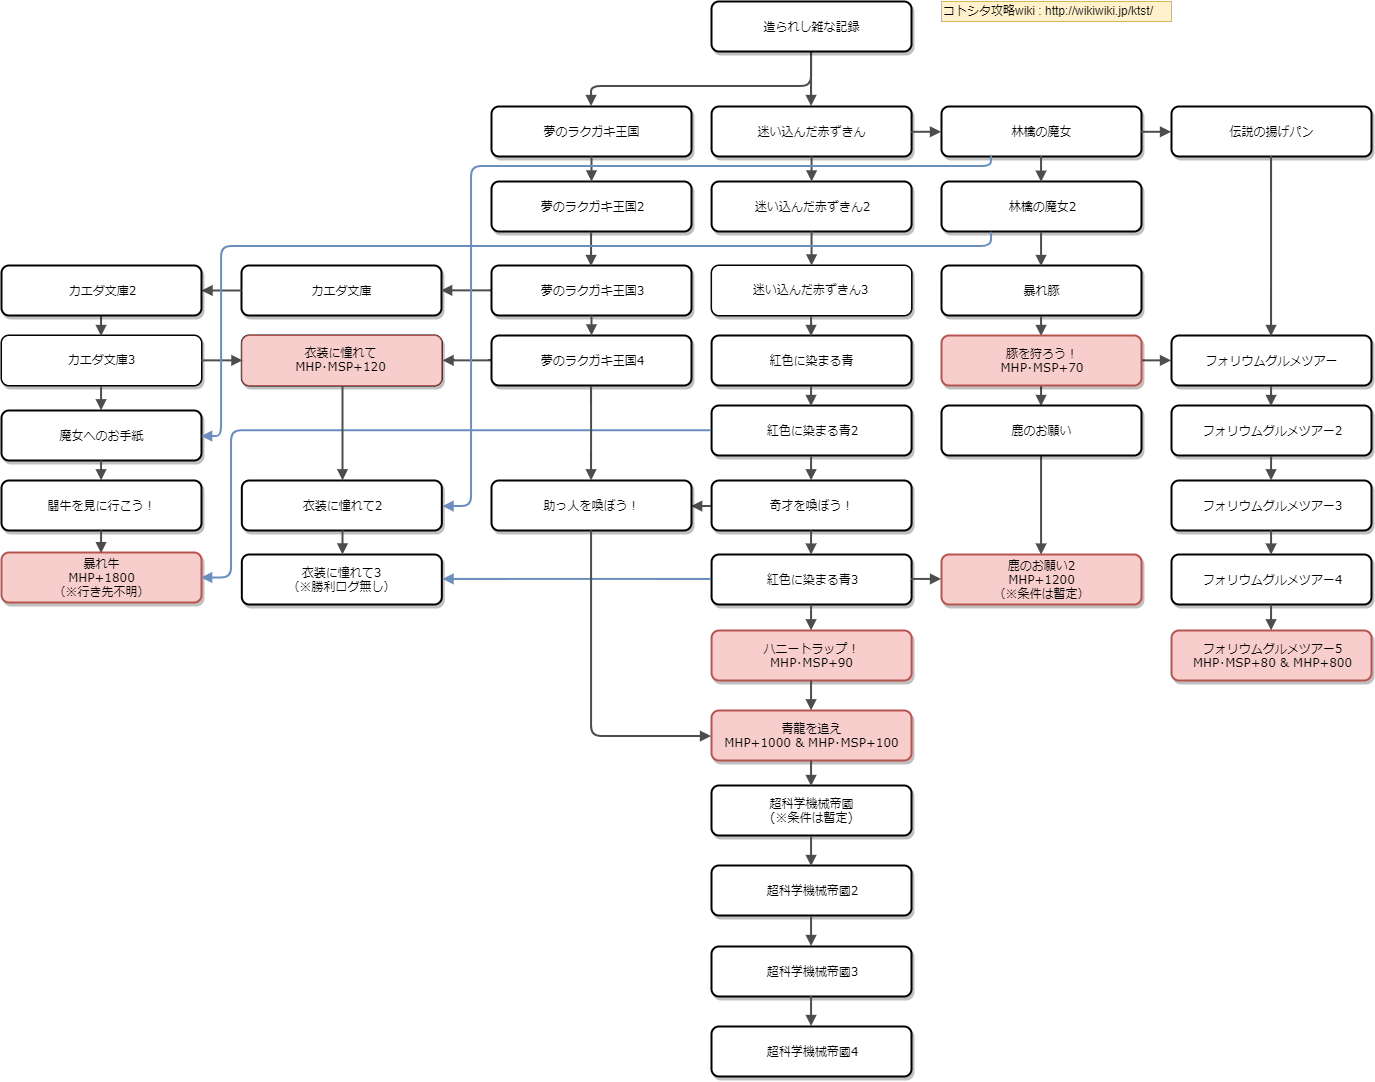 造られし雑な記録
コトシタ攻略wiki : http://wikiwiki.jp/ktst/
夢のラクガキ王国
迷い込んだ赤ずきん
林檎の魔女
伝説の揚げパン
夢のラクガキ王国2
迷い込んだ赤ずきん2
林檎の魔女2
カエダ文庫2
カエダ文庫
夢のラクガキ王国3
迷い込んだ赤ずきん3
暴れ豚
カエダ文庫3
衣装に憧れて
MHP･MSP+120
夢のラクガキ王国4
紅色に染まる青
豚を狩ろう！
MHP･MSP+70
フォリウムグルメツアー
魔女へのお手紙
紅色に染まる青2
鹿のお願い
フォリウムグルメツアー2
闘牛を見に行こう！
衣装に憧れて2
助っ人を喚ぼう！
奇才を喚ぼう！
フォリウムグルメツアー3
暴れ牛
MHP+1800
（※行き先不明）
衣装に憧れて3
（※勝利ログ無し）
紅色に染まる青3
鹿のお願い2
MHP+1200
（※条件は暫定）
フォリウムグルメツアー4
ハニートラップ！
MHP･MSP+90
フォリウムグルメツアー5
MHP･MSP+80 & MHP+800
青龍を追え
MHP+1000 & MHP･MSP+100
超科学機械帝國
（※条件は暫定）
超科学機械帝國2
超科学機械帝國3
超科学機械帝國4